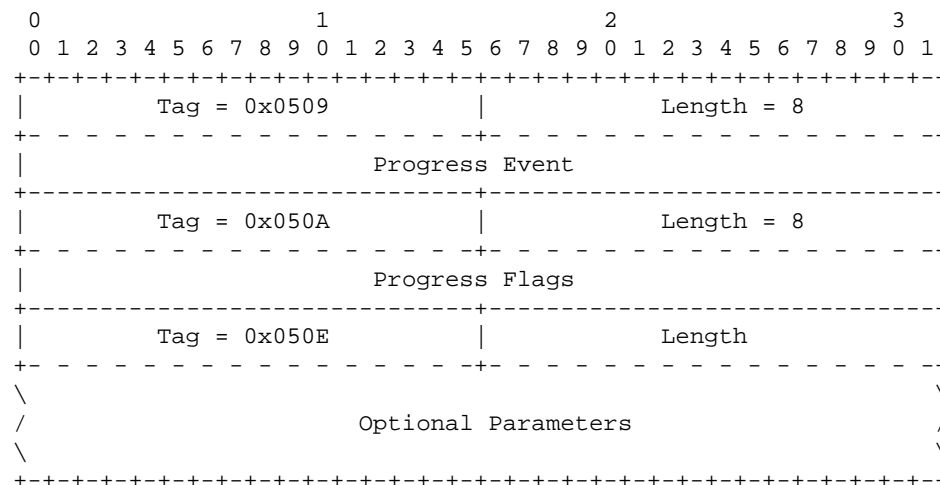 0                   1                   2                   3
 0 1 2 3 4 5 6 7 8 9 0 1 2 3 4 5 6 7 8 9 0 1 2 3 4 5 6 7 8 9 0 1
+-+-+-+-+-+-+-+-+-+-+-+-+-+-+-+-+-+-+-+-+-+-+-+-+-+-+-+-+-+-+-+--
|         Tag = 0x0509          |            Length = 8
+- - - - - - - - - - - - - - - -+- - - - - - - - - - - - - - - --
|                        Progress Event
+-------------------------------+--------------------------------
|         Tag = 0x050A          |            Length = 8
+- - - - - - - - - - - - - - - -+- - - - - - - - - - - - - - - --
|                        Progress Flags
+-------------------------------+--------------------------------
|         Tag = 0x050E          |            Length
+- - - - - - - - - - - - - - - -+- - - - - - - - - - - - - - - --
\                                                               \
/                       Optional Parameters                     /
\                                                               \
+-+-+-+-+-+-+-+-+-+-+-+-+-+-+-+-+-+-+-+-+-+-+-+-+-+-+-+-+-+-+-+--